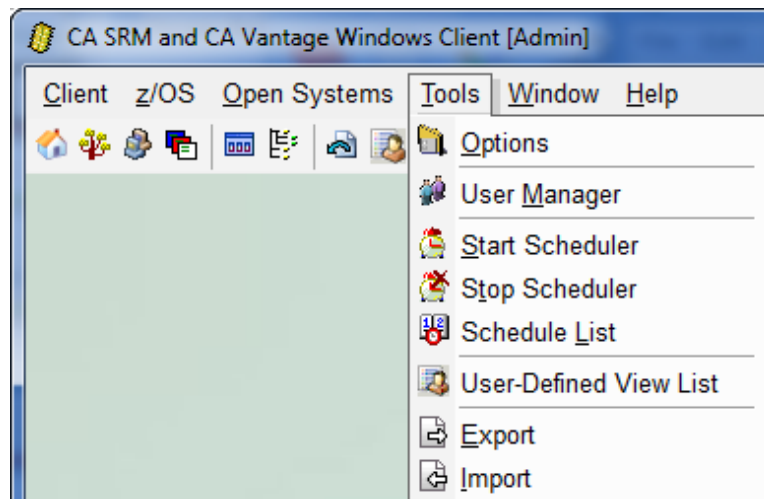 CA SRM and CA Vantage Windows Client [Admin]
Client z/OS Open Systems Tools Window Help
Options
User Manager
Start Scheduler
Stop Scheduler
Schedule List
User-Defined View List
Export
Import